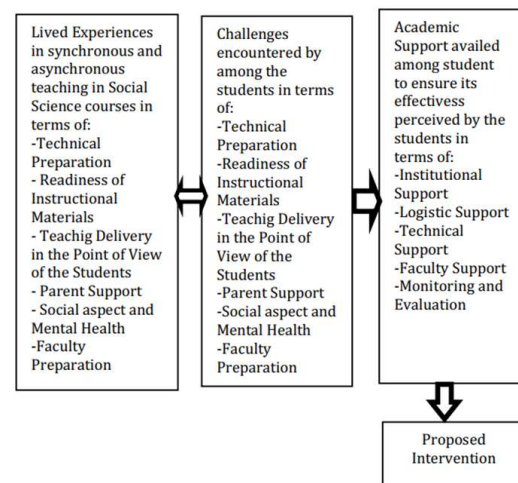 Lived Experiences
in synchronous and
asynchronous
teaching in Social
Science courses in
terms of:
-Technical
Preparation
- Readiness of
Instructional
Materials
- Teachig Delivery
in the Point of View
of the Students
- Parent Support
- Social aspect and
Mental Health
-Faculty
Preparation
Challenges
encountered by
among the
students in terms
of:
-Technical
Preparation
-Readiness of
Instructional
Materials
-Teachig Delivery
in the Point of View
of the Students
-Parent Support
-Social aspect and
Mental Health
-Faculty
Preparation
Academic
Support availed
among student
to ensure its
effectivess
perceived by the
students in
terms of:
-Institutional
Support
-Logistic Support
-Technical
Support
-Faculty Support
-Monitoring and
Evaluation
Proposed
Intervention